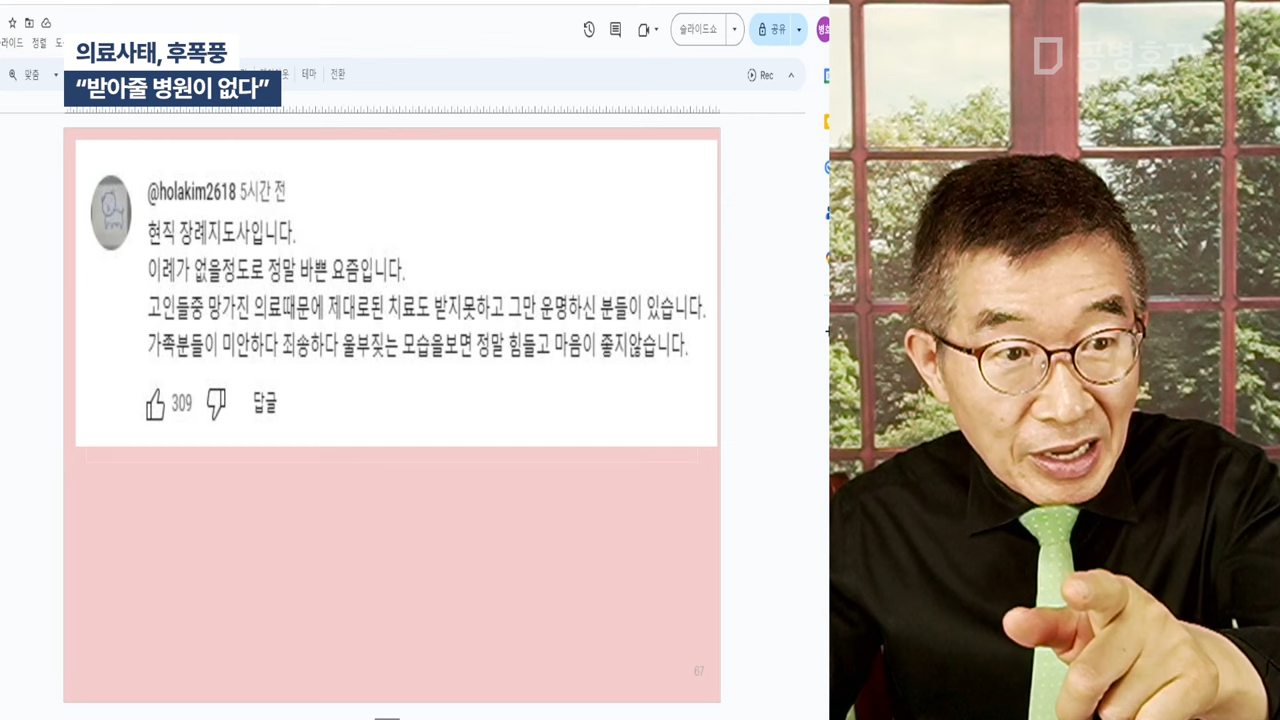 의료사태, 후폭풍
“받아줄 병원이 없다”
정렬
맞춤
테마
전환
슬라이드쇼
공유
Rec
@holakim2618 5시간 전
현직 장례지도사입니다.
이례가 없을정도로 정말 바쁜 요즘입니다.
고인들중 망가진 의료때문에 제대로된 치료도 받지못하고 그만 운명하신 분들이 있습니다.
가족분들이 미안하다 죄송하다 울부짖는 모습을보면 정말 힘들고 마음이 좋지않습니다.
309
답글
67
공병호